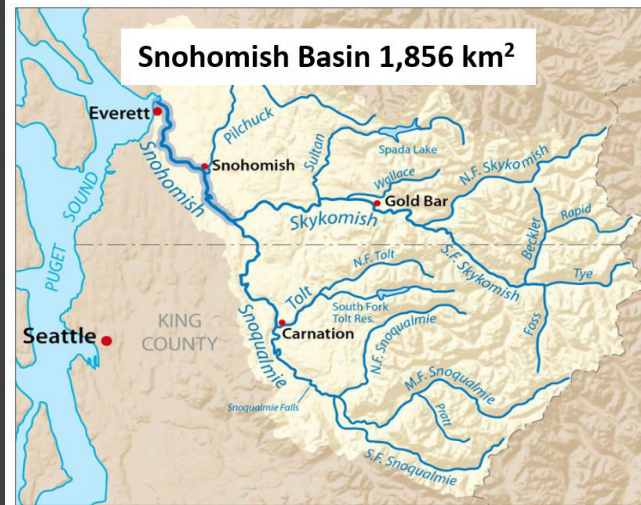 Snohomish Basin 1,856 km²
Everett
Pilchuck
Snohomish
Snohomish
Sultan
Spada Lake
Wallace
N.F. Skykomish
Gold Bar
Skykomish
PUGET SOUND
Beckler
Rapid
S.F. Skykomish
Tye
Foss
N.F. Tolt
Tolt
South Fork
Tolt Res.
Seattle
KING
COUNTY
Carnation
Snoqualmie
N.F. Snoqualmie
M.F. Snoqualmie
Snoqualmie Falls
Pratt
S.F. Snoqualmie